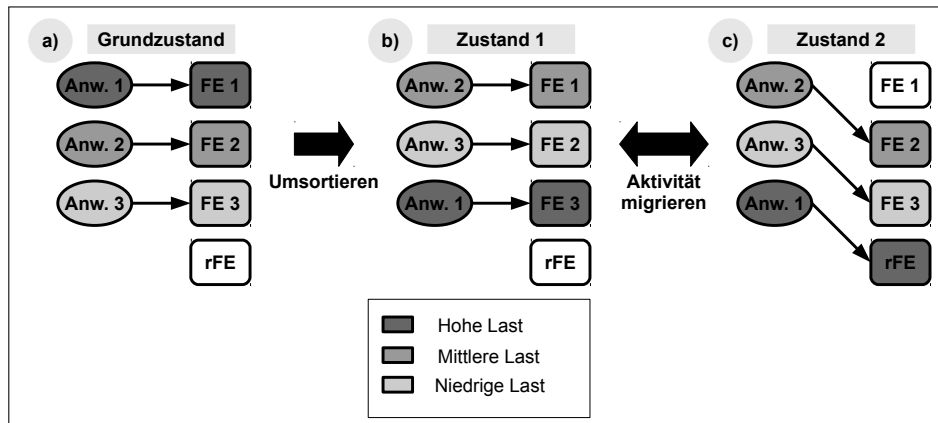 a) Grundzustand
Anw. 1 FE 1
Anw. 2 FE 2
Anw. 3 FE 3
rFE
Umsortieren
b) Zustand 1
Anw. 2 FE 1
Anw. 3 FE 2
Anw. 1 FE 3
rFE
Aktivität
migrieren
c) Zustand 2
Anw. 2 FE 1
Anw. 3 FE 2
Anw. 1 FE 3
rFE
Hohe Last
Mittlere Last
Niedrige Last